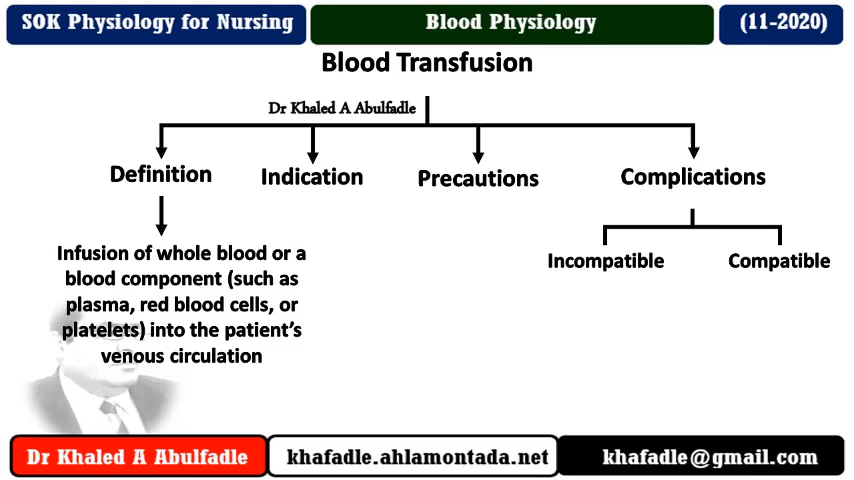 SOK Physiology for Nursing
Blood Physiology
(11-2020)
Blood Transfusion
Dr Khaled A Abulfadle
Definition
Indication
Precautions
Complications
Infusion of whole blood or a
blood component (such as
plasma, red blood cells, or
platelets) into the patient's
venous circulation
Incompatible
Compatible
Dr Khaled A Abulfadle
khafadle.ahlamontada.net
khafadle@gmail.com